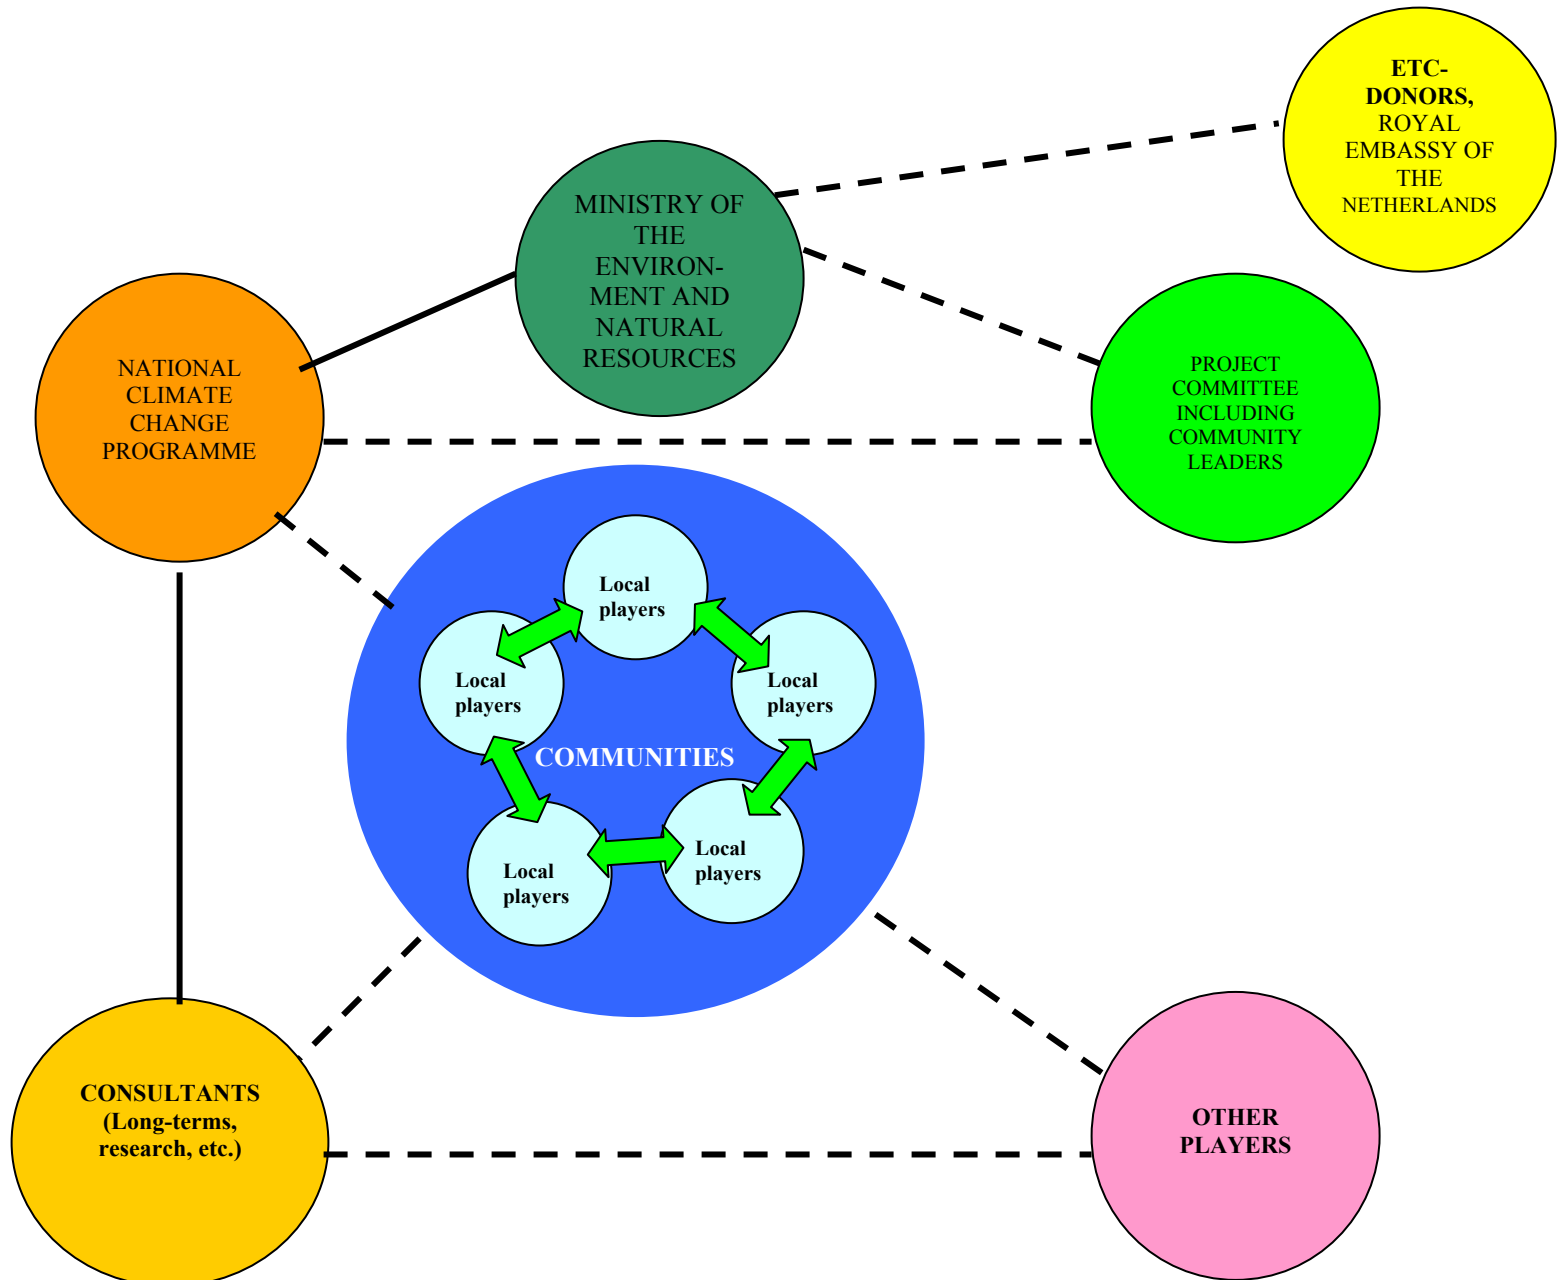 ETC-
DONORS,
ROYAL
EMBASSY OF
THE
NETHERLANDS
MINISTRY OF
THE
ENVIRON-
MENT AND
NATURAL
RESOURCES
NATIONAL
CLIMATE
CHANGE
PROGRAMME
PROJECT
COMMITTEE
INCLUDING
COMMUNITY
LEADERS
Local
players
Local
players
Local
players
COMMUNITIES
Local
players
Local
players
CONSULTANTS
(Long-terms,
research, etc.)
OTHER
PLAYERS